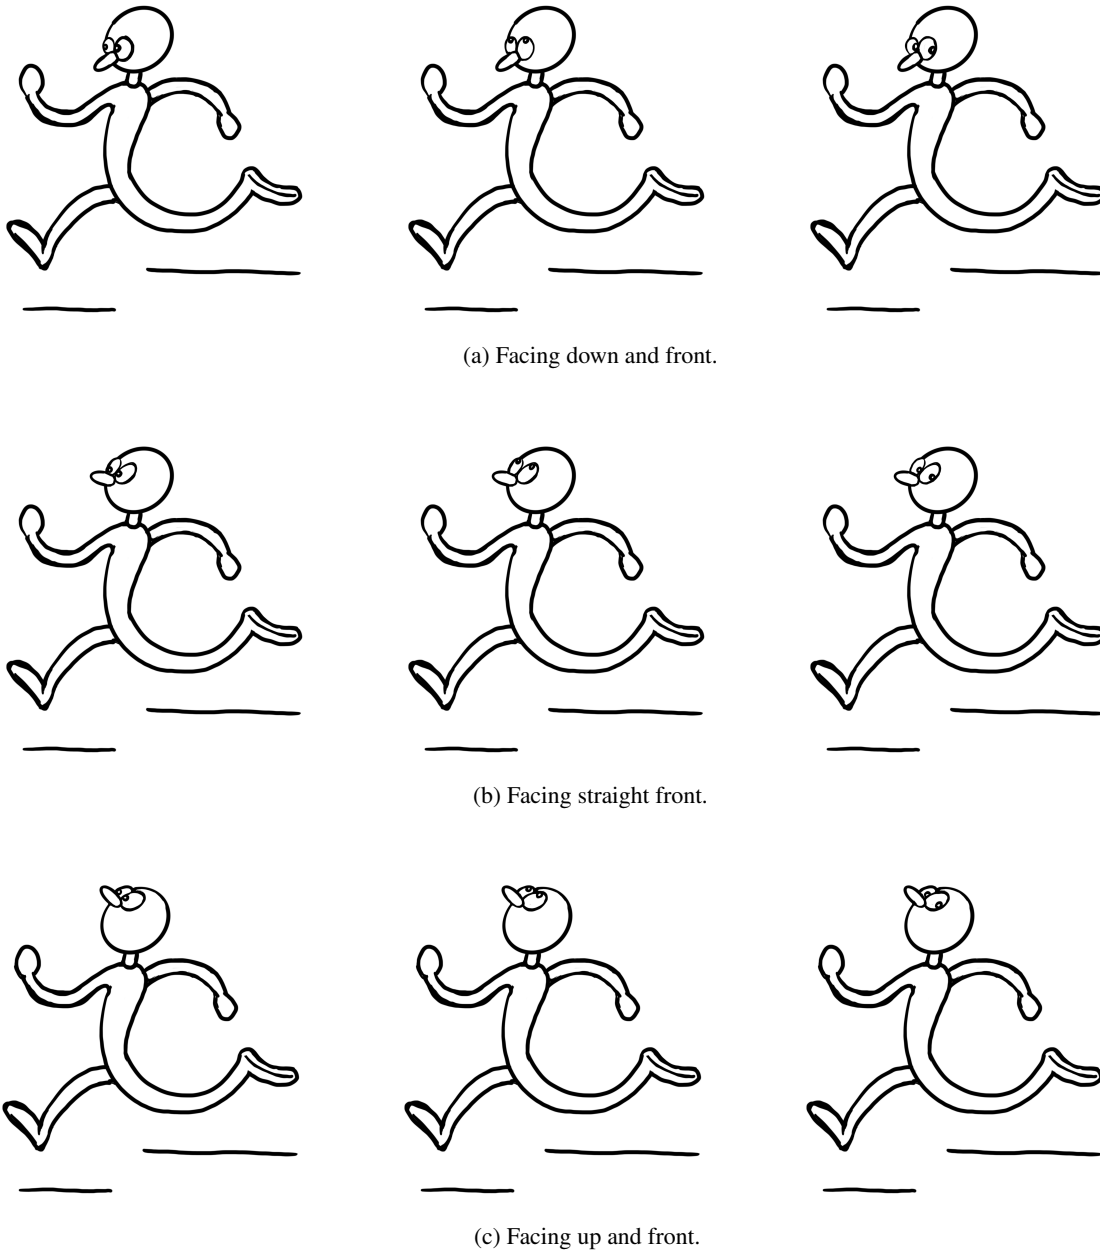 (a) Facing down and front.
(b) Facing straight front.
(c) Facing up and front.